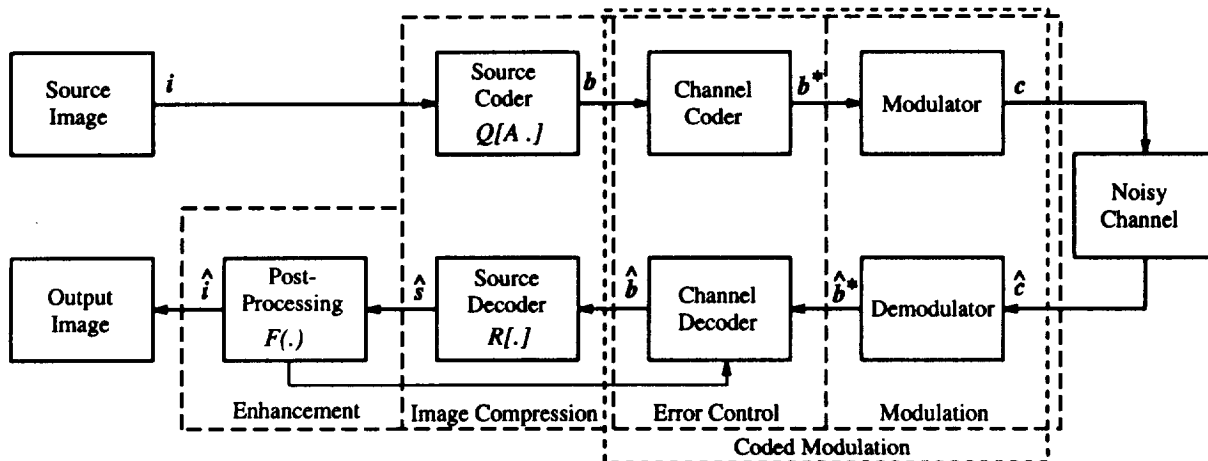 Source
Image
i
Source
Coder
Q[A .]
b
Channel
Coder
b*
Modulator
c
Noisy
Channel
Output
Image
î
Post-
Processing
F(.)
ŝ
Source
Decoder
R[.]
b̂
Channel
Decoder
b̂*
Demodulator
ĉ
Enhancement
Image Compression
Error Control
Modulation
Coded Modulation